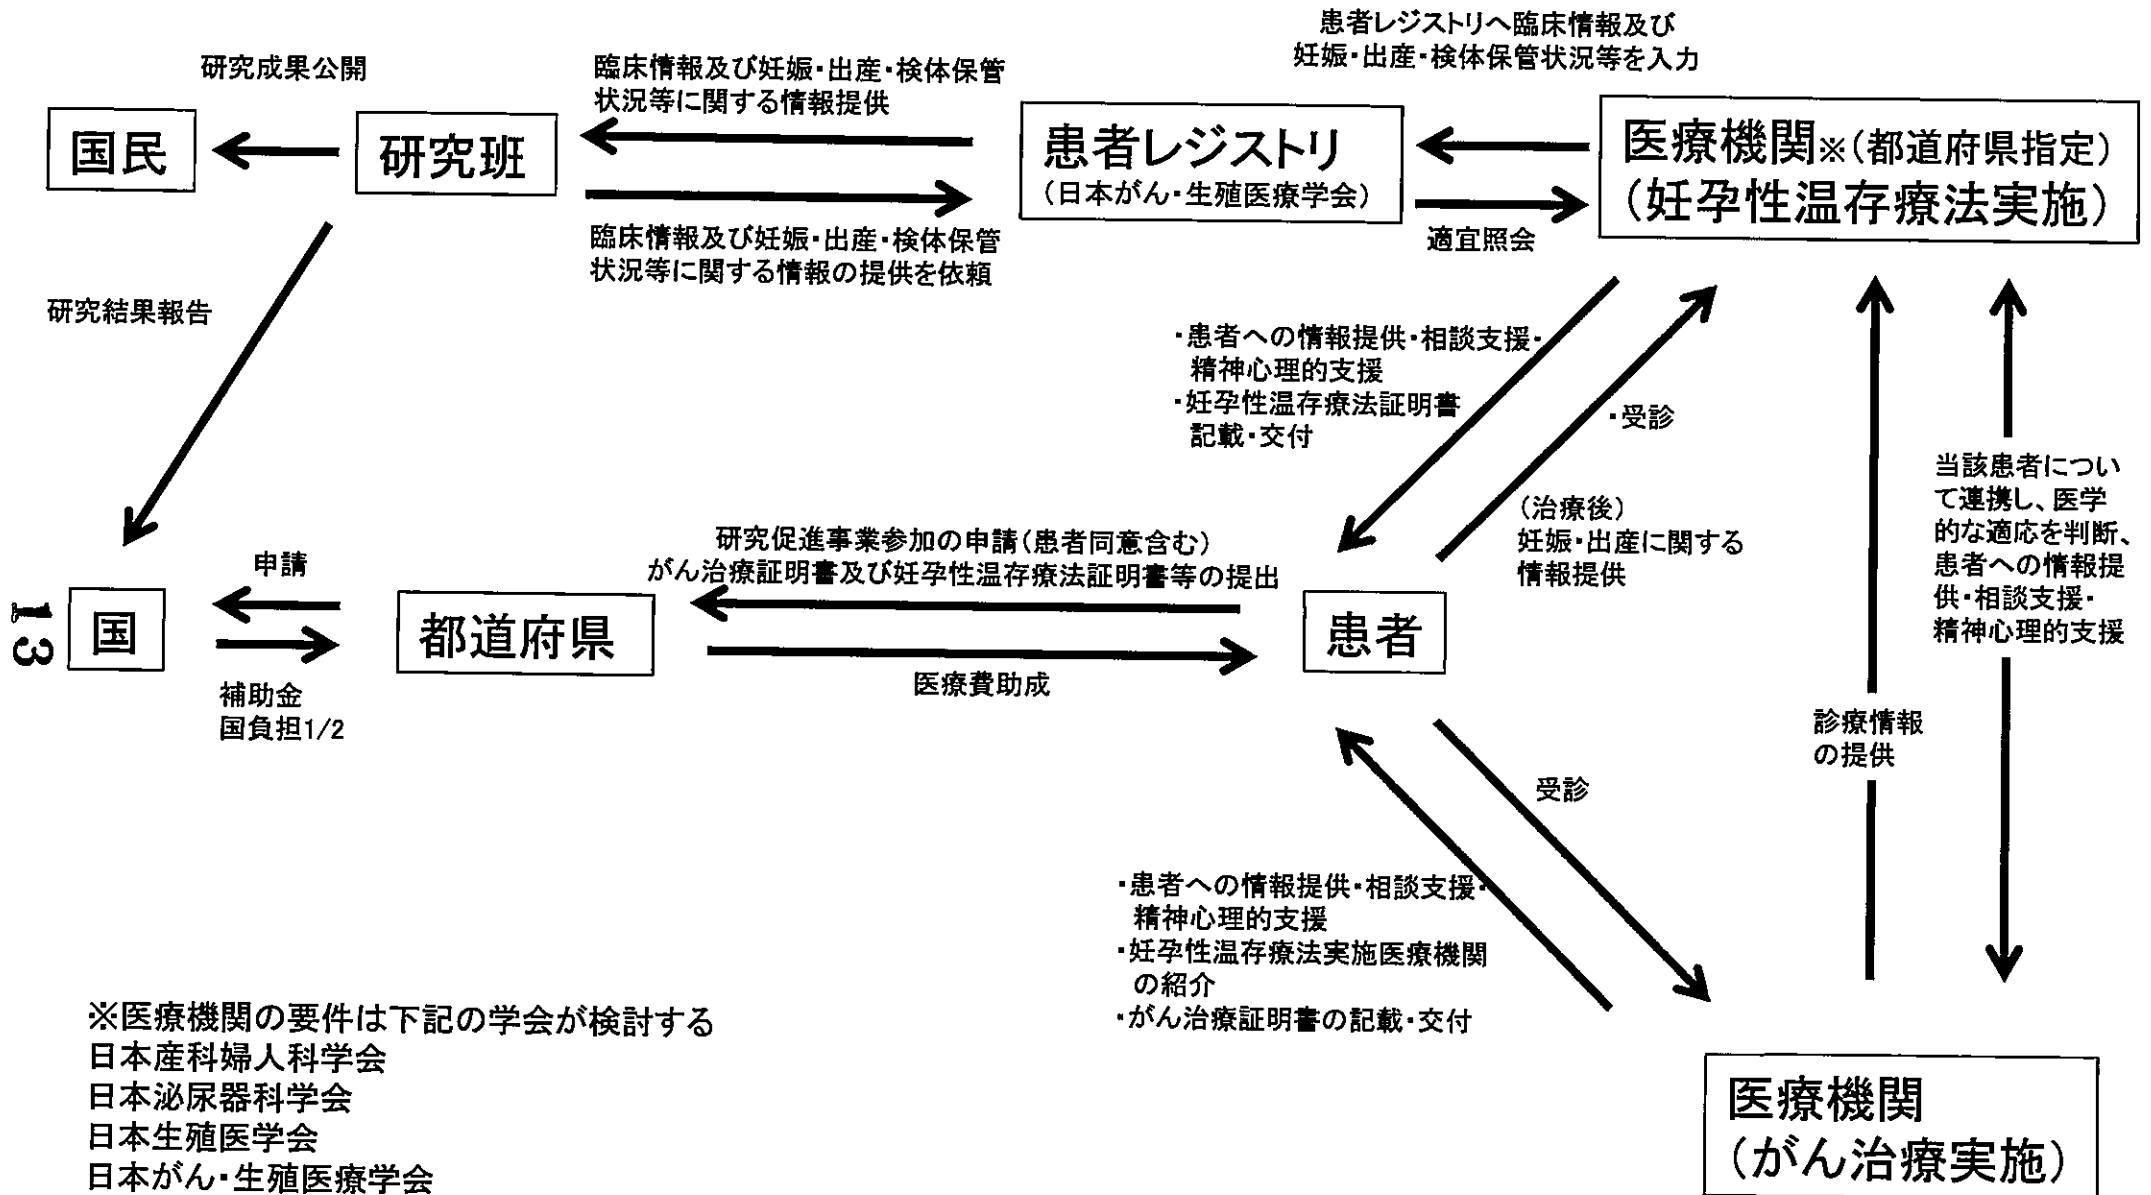 患者レジストリへ臨床情報及び
妊娠・出産・検体保管状況等を入力
研究成果公開
臨床情報及び妊娠・出産・検体保管
状況等に関する情報提供
国民
研究班
患者レジストリ
（日本がん・生殖医療学会）
医療機関※（都道府県指定）
（妊孕性温存療法実施）
臨床情報及び妊娠・出産・検体保管
状況等に関する情報の提供を依頼
適宜照会
研究結果報告
・患者への情報提供・相談支援・
精神心理的支援
・妊孕性温存療法証明書
記載・交付
・受診
（治療後）
妊娠・出産に関する
情報提供
当該患者につい
て連携し、医学
的な適応を判断、
患者への情報提
供・相談支援・
精神心理的支援
研究促進事業参加の申請（患者同意含む）
がん治療証明書及び妊孕性温存療法証明書等の提出
申請
国
都道府県
患者
補助金
国負担1/2
医療費助成
診療情報
の提供
受診
・患者への情報提供・相談支援・
精神心理的支援
・妊孕性温存療法実施医療機関
の紹介
・がん治療証明書の記載・交付
※医療機関の要件は下記の学会が検討する
日本産科婦人科学会
日本泌尿器科学会
日本生殖医学会
日本がん・生殖医療学会
医療機関
（がん治療実施）
13